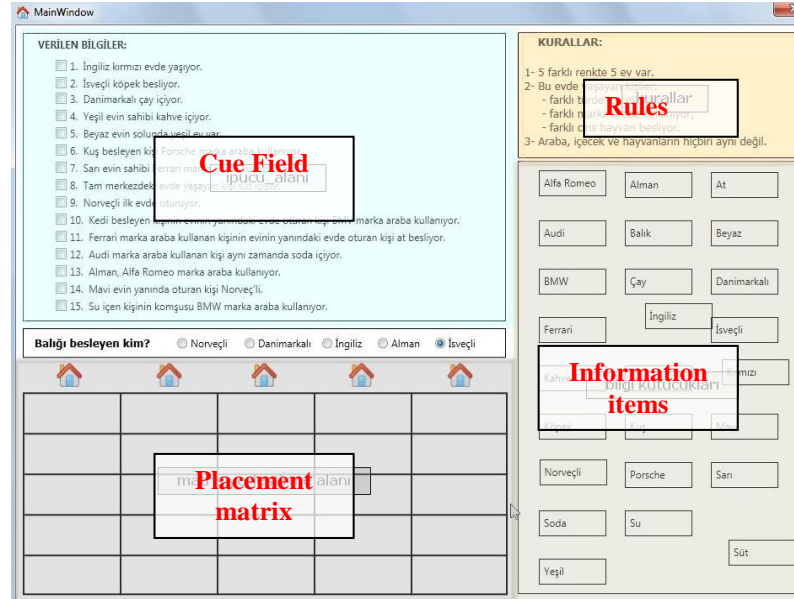 MainWindow
VERİLEN BİLGİLER:
1. İngiliz kırmızı evde yaşıyor.
2. İsveçli köpek besliyor.
3. Danimarkalı çay içiyor.
4. Yeşil evin sahibi kahve içiyor.
5. Beyaz evin solunda yeşil ev var.
6. Kuş besleyen kişi Porsche marka araba kullanıyor.
7. Sarı evin sahibi Ferrari
8. Tam merkezdeki evde yaşayan kişi süt içiyor.
9. Norveçli ilk evde oturuyor.
10. Kedi besleyen kişinin evinin yanındaki evde oturan kişi BMV marka araba kullanıyor.
11. Ferrari marka araba kullanan kişinin evinin yanındaki evde oturan kişi at besliyor.
12. Audi marka araba kullanan kişi aynı zamanda soda içiyor.
13. Alman, Alfa Romeo marka araba kullanıyor.
14. Mavi evin yanında oturan kişi Norveç'li.
15. Su içen kişinin komşusu BMW marka araba kullanıyor.
Cue Field
ipucu_alanı
Balığı besleyen kim? Norveçli Danimarkalı İngiliz Alman İsveçli
Placement
matrix
alanı
KURALLAR:
1- 5 farklı renkte 5 ev var.
2- Bu evde yaşayan kişiler
- farklı
- farklı
- farklı cins hayvan besliyor.
3- Araba, içecek ve hayvanların hiçbiri aynı değil.
Rules
kurallar
Alfa Romeo Alman At
Audi Balık Beyaz
BMW Çay Danimarkalı
İngiliz
Ferrari İsveçli
Kahve Kırmızı
Information
items
bilgi kutucukları
Köpek Kuş Mavi
Norveçli Porsche Sarı
Soda Su
Süt
Yeşil